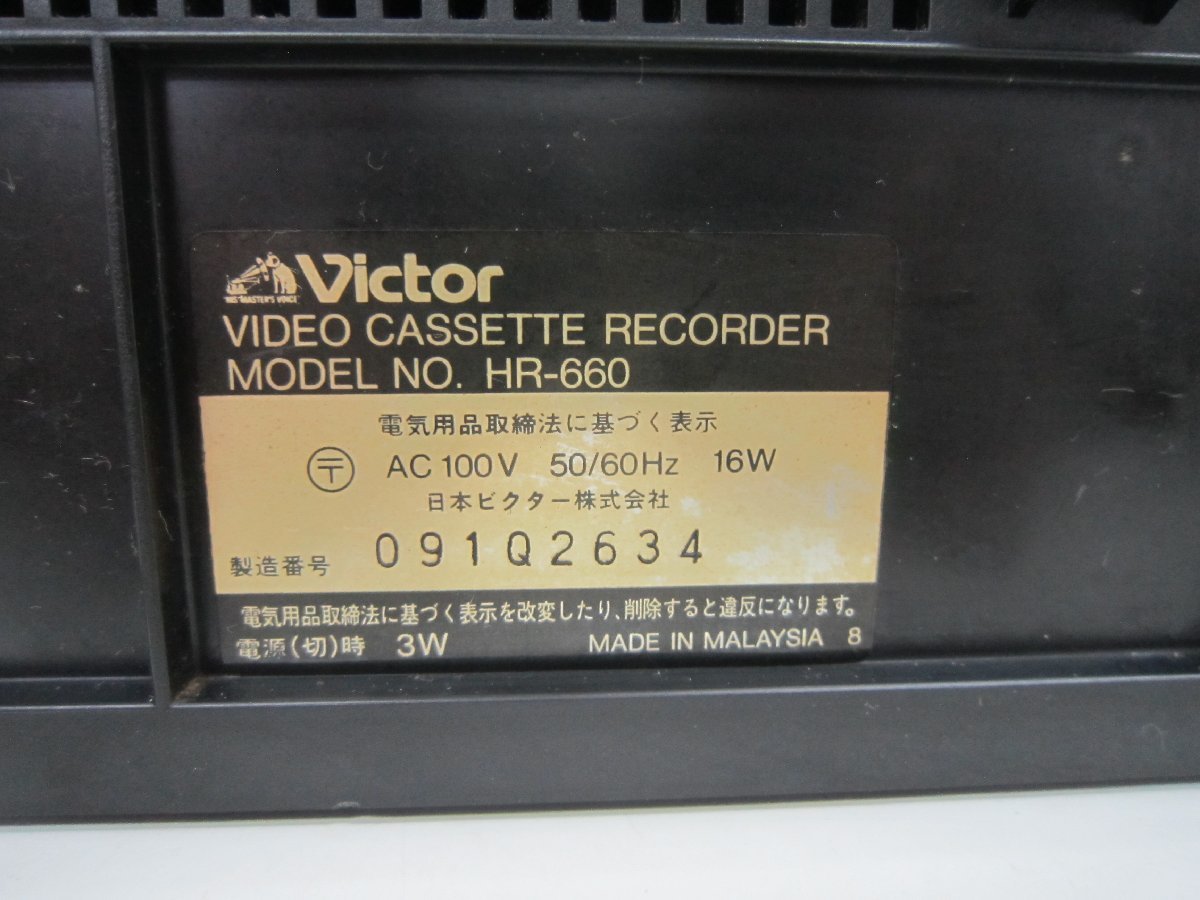 Victor
"HIS MASTER'S VOICE"
VIDEO CASSETTE RECORDER
MODEL NO. HR-660
電気用品取締法に基づく表示
〒 AC 100V 50/60Hz 16W
日本ビクター株式会社
製造番号 091Q2634
電気用品取締法に基づく表示を改変したり、削除すると違反になります。
電源(切)時 3W MADE IN MALAYSIA 8